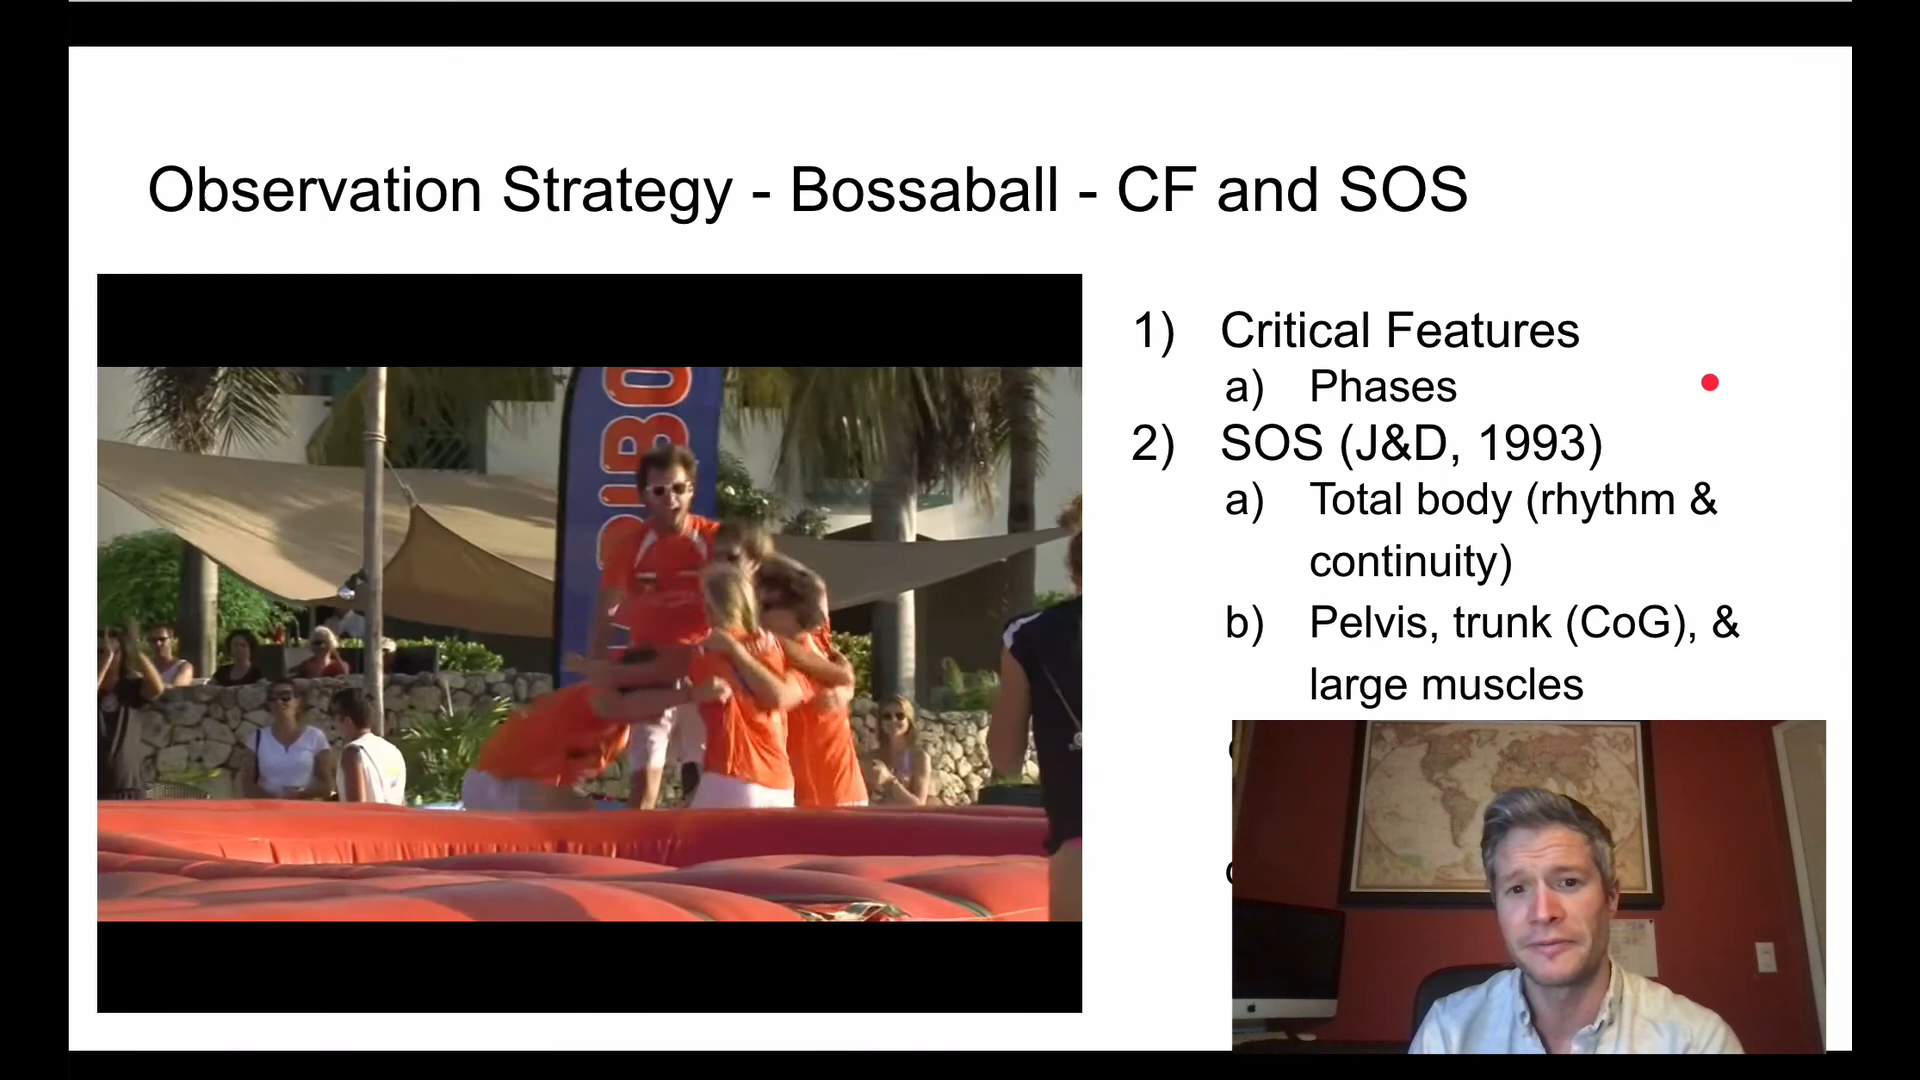 Observation Strategy - Bossaball - CF and SOS
1) Critical Features
a) Phases
2) SOS (J&D, 1993)
a) Total body (rhythm &
continuity)
b) Pelvis, trunk (CoG), &
large muscles